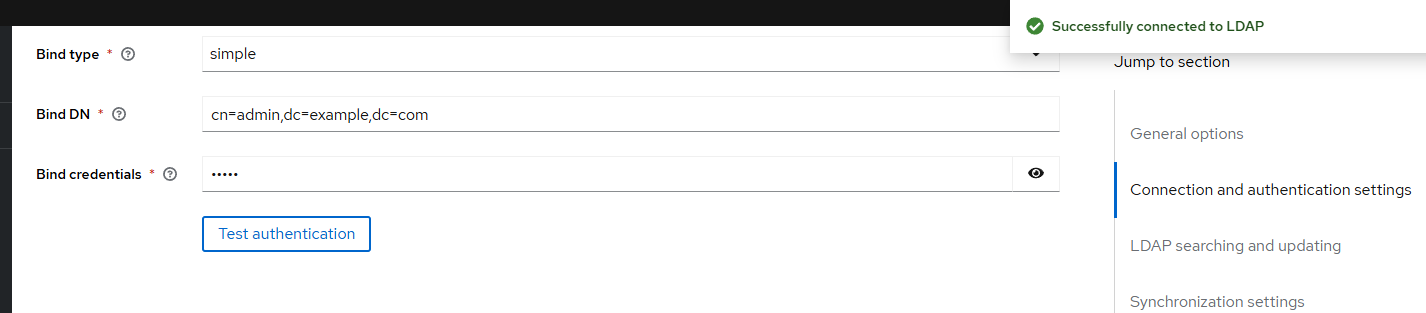 Successfully connected to LDAP
Bind type *
simple
Bind DN *
cn=admin,dc=example,dc=com
Bind credentials *
•••••
Test authentication
Jump to section
General options
Connection and authentication settings
LDAP searching and updating
Synchronization settings